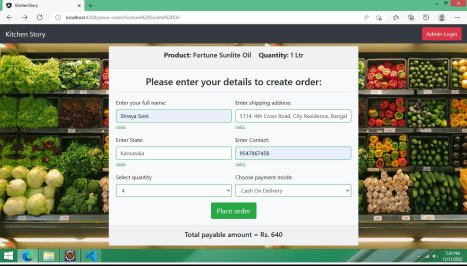 KitchenStory
localhost:4200/place-order/Fortune%20Sunlite%20Oil
Kitchen Story
Admin Login
Product: Fortune Sunlite Oil Quantity: 1 Ltr
Please enter your details to create order:
Enter your full name:
Enter shipping address:
Shreya Soni
5114, 4th Cross Road, City Residence, Bangal
Valid.
Valid.
Enter State:
Enter Contact:
Karnataka
9547867458
Valid.
Valid.
Select quantity
Choose payment mode:
4
Cash On Delivery
Place order
Total payable amount = Rs. 640